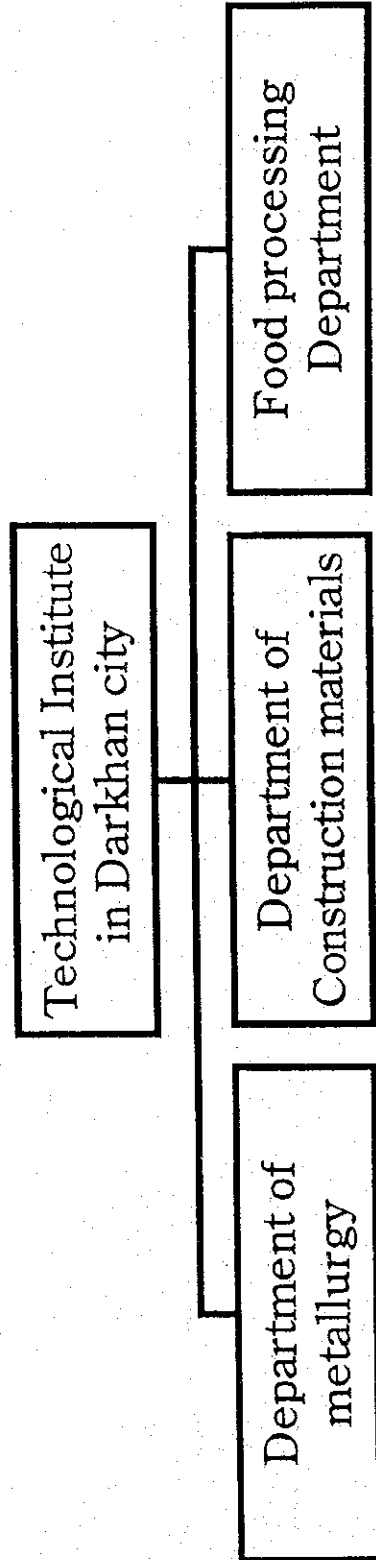 Technological Institute
in Darkhan city
Department of
metallurgy
Department of
Construction materials
Food processing
Department